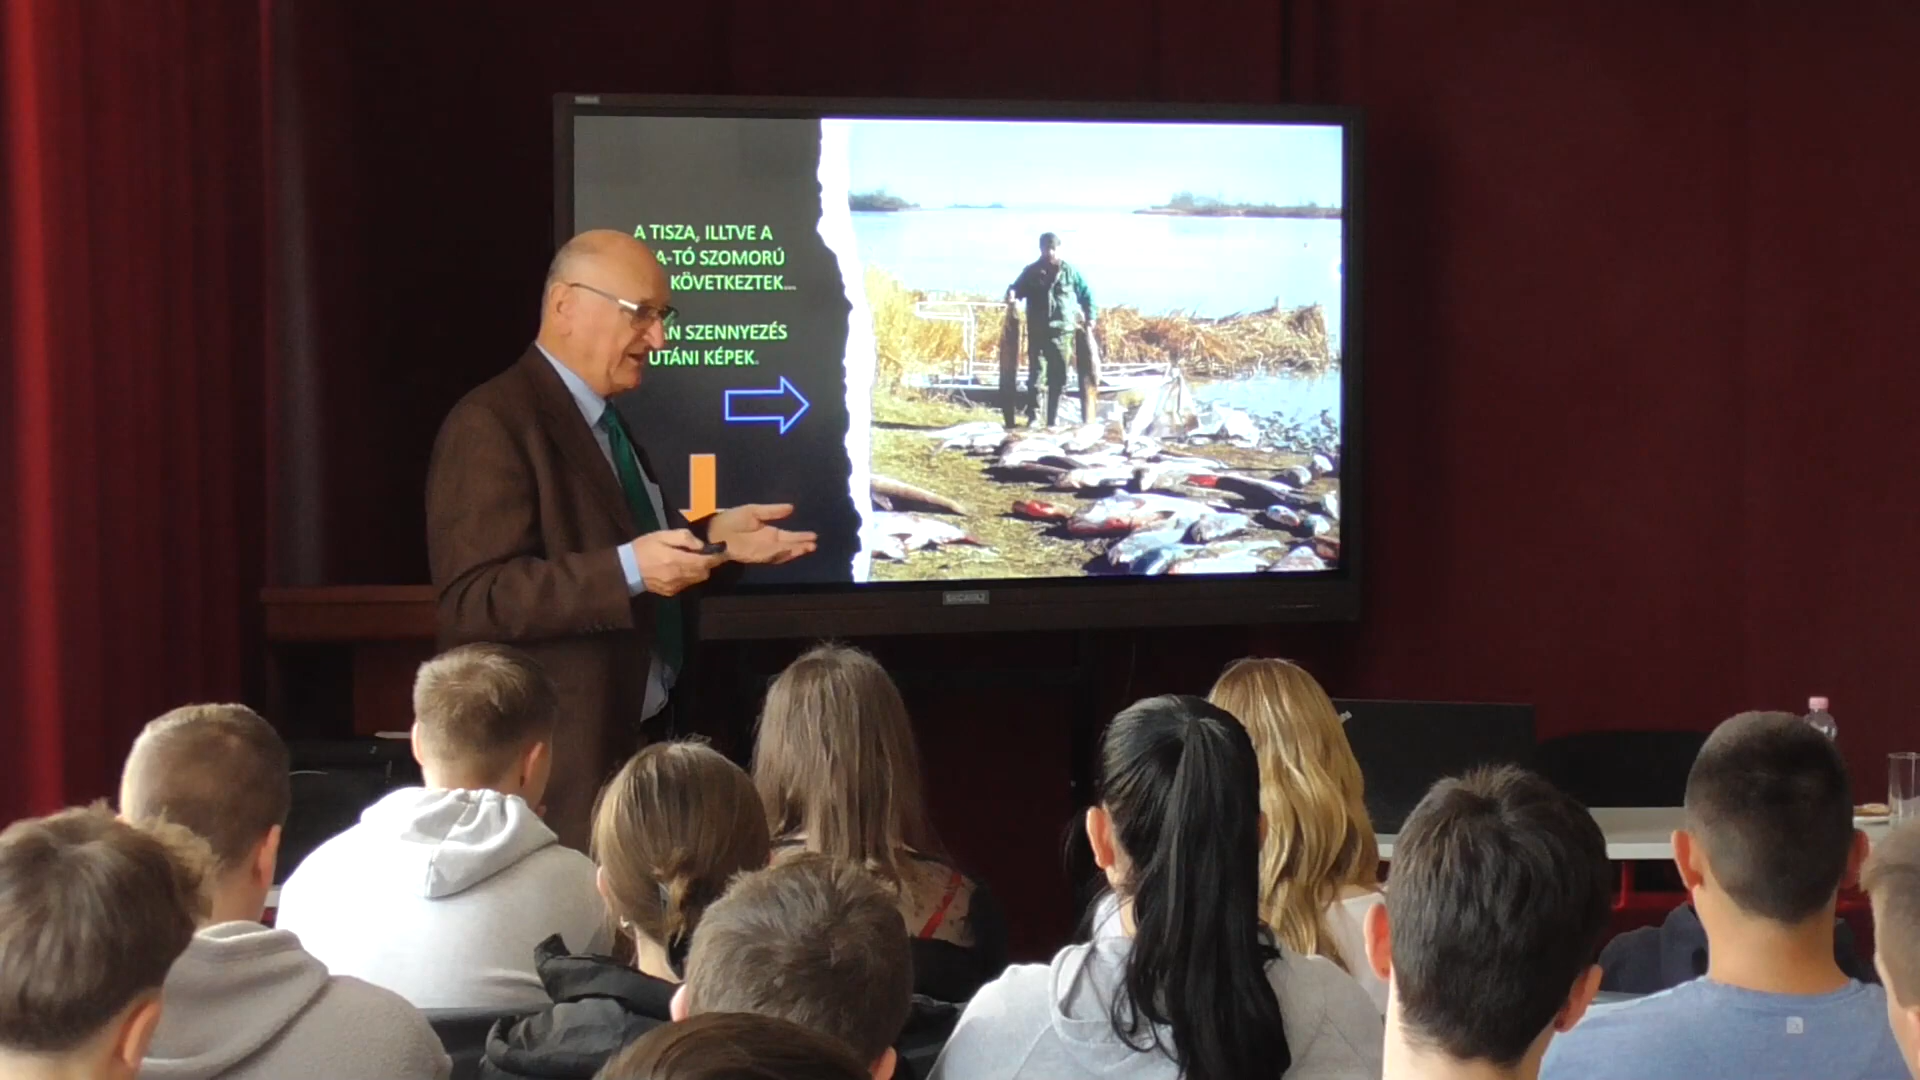 A TISZA, ILLTVE A
A-TÓ SZOMORÚ
KÖVETKEZTEK...
SZENNYEZÉS
UTÁNI KÉPEK.